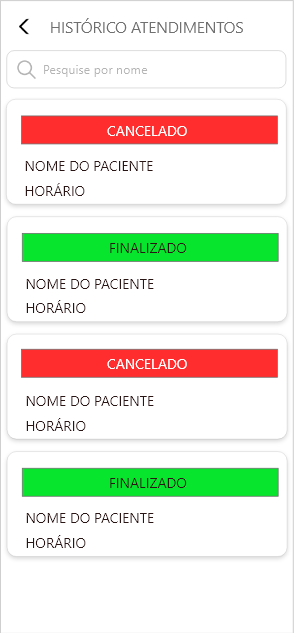 HISTÓRICO ATENDIMENTOS
Pesquise por nome
CANCELADO
NOME DO PACIENTE
HORÁRIO
FINALIZADO
NOME DO PACIENTE
HORÁRIO
CANCELADO
NOME DO PACIENTE
HORÁRIO
FINALIZADO
NOME DO PACIENTE
HORÁRIO